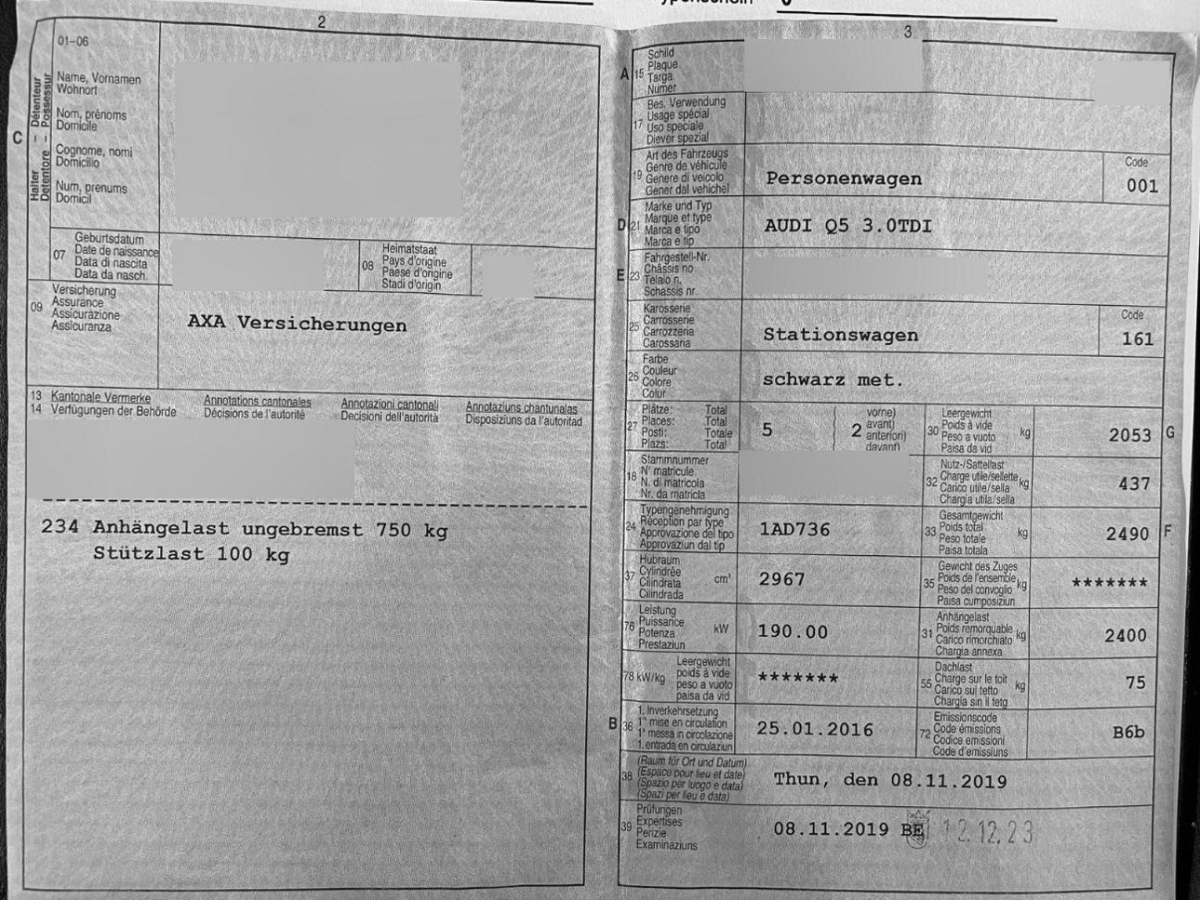 2
01-06
Halter – Détenteur
Detentore – Possessur
C
Name, Vornamen
Wohnort
Nom, prénoms
Domicile
Cognome, nomi
Domicilio
Num, prenums
Domicil
07
Geburtsdatum
Date de naissance
Data di nascita
Data da nasch.
08
Heimatstaat
Pays d'origine
Paese d'origine
Stadi d'origin
09
Versicherung
Assurance
Assicurazione
Assicuranza
AXA Versicherungen
13 Kantonale Vermerke
14 Verfügungen der Behörde
Annotations cantonales
Décisions de l'autorité
Annotazioni cantonali
Decisioni dell'autorità
Annotaziuns chantunalas
Disposiziuns da l'autoritad
234 Anhängelast ungebremst 750 kg
Stützlast 100 kg
3
A 15
Schild
Plaque
Targa
Numer
17
Bes. Verwendung
Usage spécial
Uso speciale
Diever spezial
19
Art des Fahrzeugs
Genre de véhicule
Genere di veicolo
Gener dal vehichel
Personenwagen
Code
001
D 21
Marke und Typ
Marque et type
Marca e tipo
Marca e tip
AUDI Q5 3.0TDI
E 23
Fahrgestell-Nr.
Châssis no
Telaio n.
Schassis nr.
25
Karosserie
Carrosserie
Carrozzeria
Carossaria
Stationswagen
Code
161
26
Farbe
Couleur
Colore
Colur
schwarz met.
27
Plätze: Total
Places: Total
Posti: Totale
Plazs: Total
5
2
vorne)
avant)
anteriori)
davant)
30
Leergewicht
Poids à vide
Peso a vuoto
Paisa da vid
kg
2053
G
18
Stammnummer
N° matricule
N. di matricola
Nr. da matricla
32
Nutz-/Sattellast
Charge utile/sellette
Carico utile/sella
Chargia utila/sella
kg
437
24
Typengenehmigung
Réception par type
Approvazione del tipo
Approvaziun dal tip
1AD736
33
Gesamtgewicht
Poids total
Peso totale
Paisa totala
kg
2490
F
37
Hubraum
Cylindrée
Cilindrata
Cilindrada
cm³
2967
35
Gewicht des Zuges
Poids de l'ensemble
Peso del convoglio
Paisa cumposiziun
kg
*******
76
Leistung
Puissance
Potenza
Prestaziun
kW
190.00
31
Anhängelast
Poids remorquable
Carico rimorchiato
Chargia annexa
kg
2400
78 kW/kg
Leergewicht
poids à vide
peso a vuoto
paisa da vid
*******
55
Dachlast
Charge sur le toit
Carico sul tetto
Chargia sin il tetg
kg
75
B 36
1. Inverkehrsetzung
1° mise en circulation
1° messa in circolazione
1. entrada en circulaziun
25.01.2016
72
Emissionscode
Code émissions
Codice emissioni
Code d'emissiuns
B6b
38
(Raum für Ort und Datum)
(Espace pour lieu et date)
(Spazio per luogo e data)
(Spazi per lieu e data)
Thun, den 08.11.2019
39
Prüfungen
Expertises
Perizie
Examinaziuns
08.11.2019 BE 12.12.23